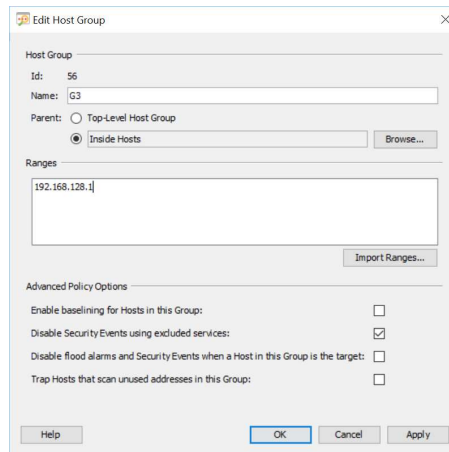 Edit Host Group
Host Group
Id: 56
Name: G3
Parent: Top-Level Host Group
Inside Hosts Browse...
Ranges
192.168.128.1
Import Ranges...
Advanced Policy Options
Enable baselining for Hosts in this Group:
Disable Security Events using excluded services:
Disable flood alarms and Security Events when a Host in this Group is the target:
Trap Hosts that scan unused addresses in this Group:
Help OK Cancel Apply